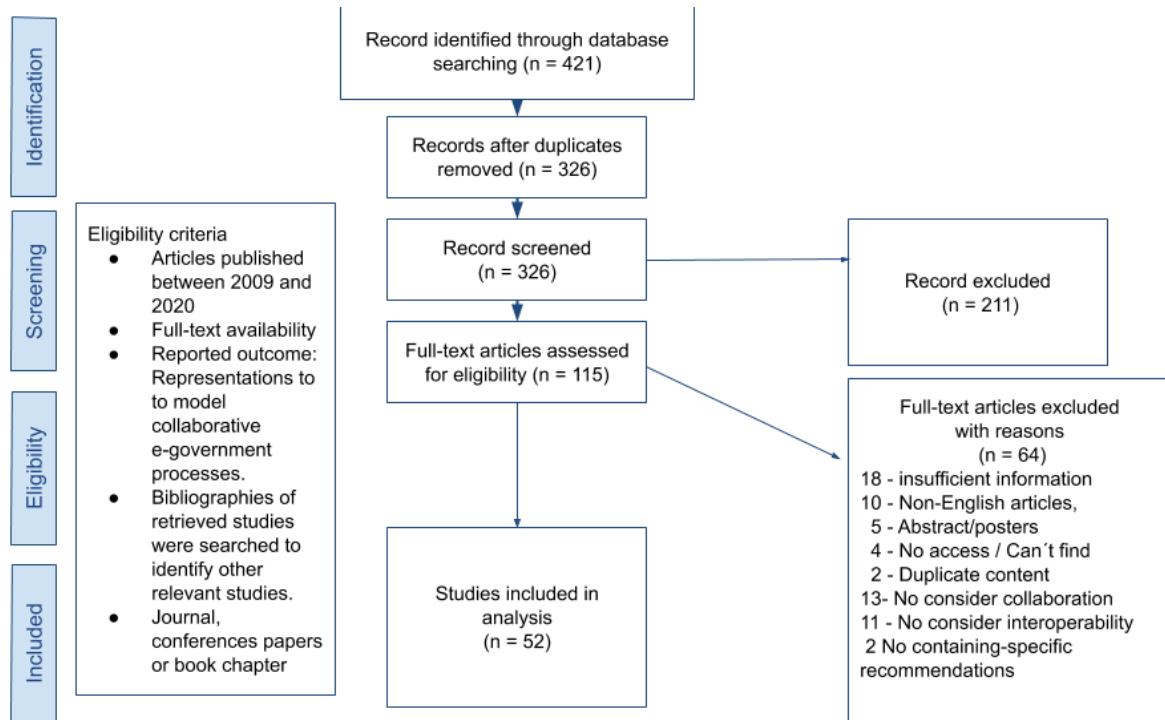 Identification
Record identified through database
searching (n = 421)
Records after duplicates
removed (n = 326)
Screening
Record screened
(n = 326)
Record excluded
(n = 211)
Full-text articles assessed
for eligibility (n = 115)
Eligibility criteria
● Articles published
between 2009 and
2020
● Full-text availability
● Reported outcome:
Representations to
to model
collaborative
e-government
processes.
● Bibliographies of
retrieved studies
were searched to
identify other
relevant studies.
● Journal,
conferences papers
or book chapter
Eligibility
Full-text articles excluded
with reasons
(n = 64)
18 - insufficient information
10 - Non-English articles,
5 - Abstract/posters
4 - No access / Can´t find
2 - Duplicate content
13- No consider collaboration
11 - No consider interoperability
2 No containing-specific
recommendations
Included
Studies included in
analysis
(n = 52)